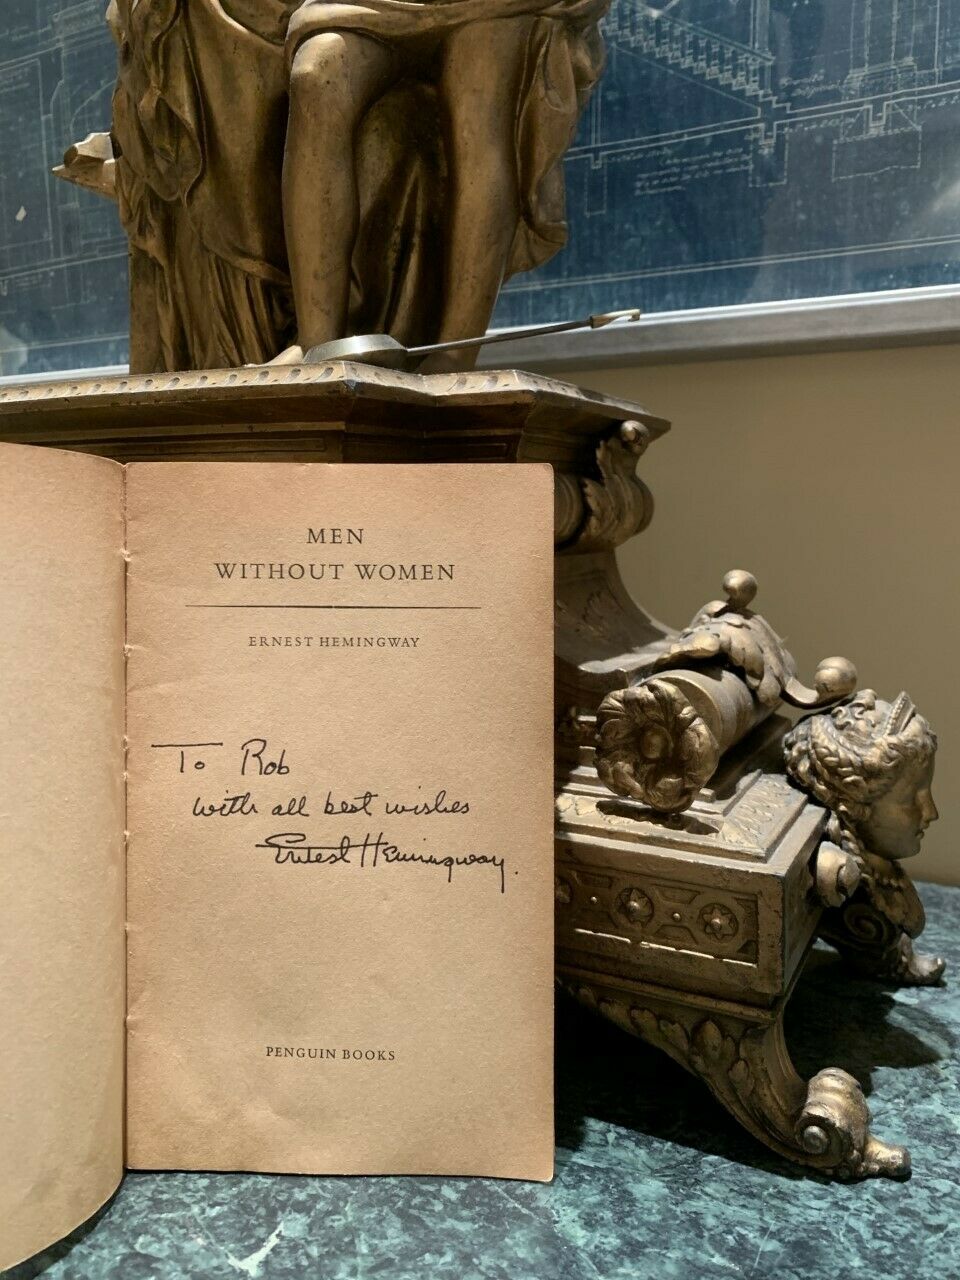 MEN
WITHOUT WOMEN
ERNEST HEMINGWAY
To Rob
with all best wishes
Ernest Hemingway.
PENGUIN BOOKS